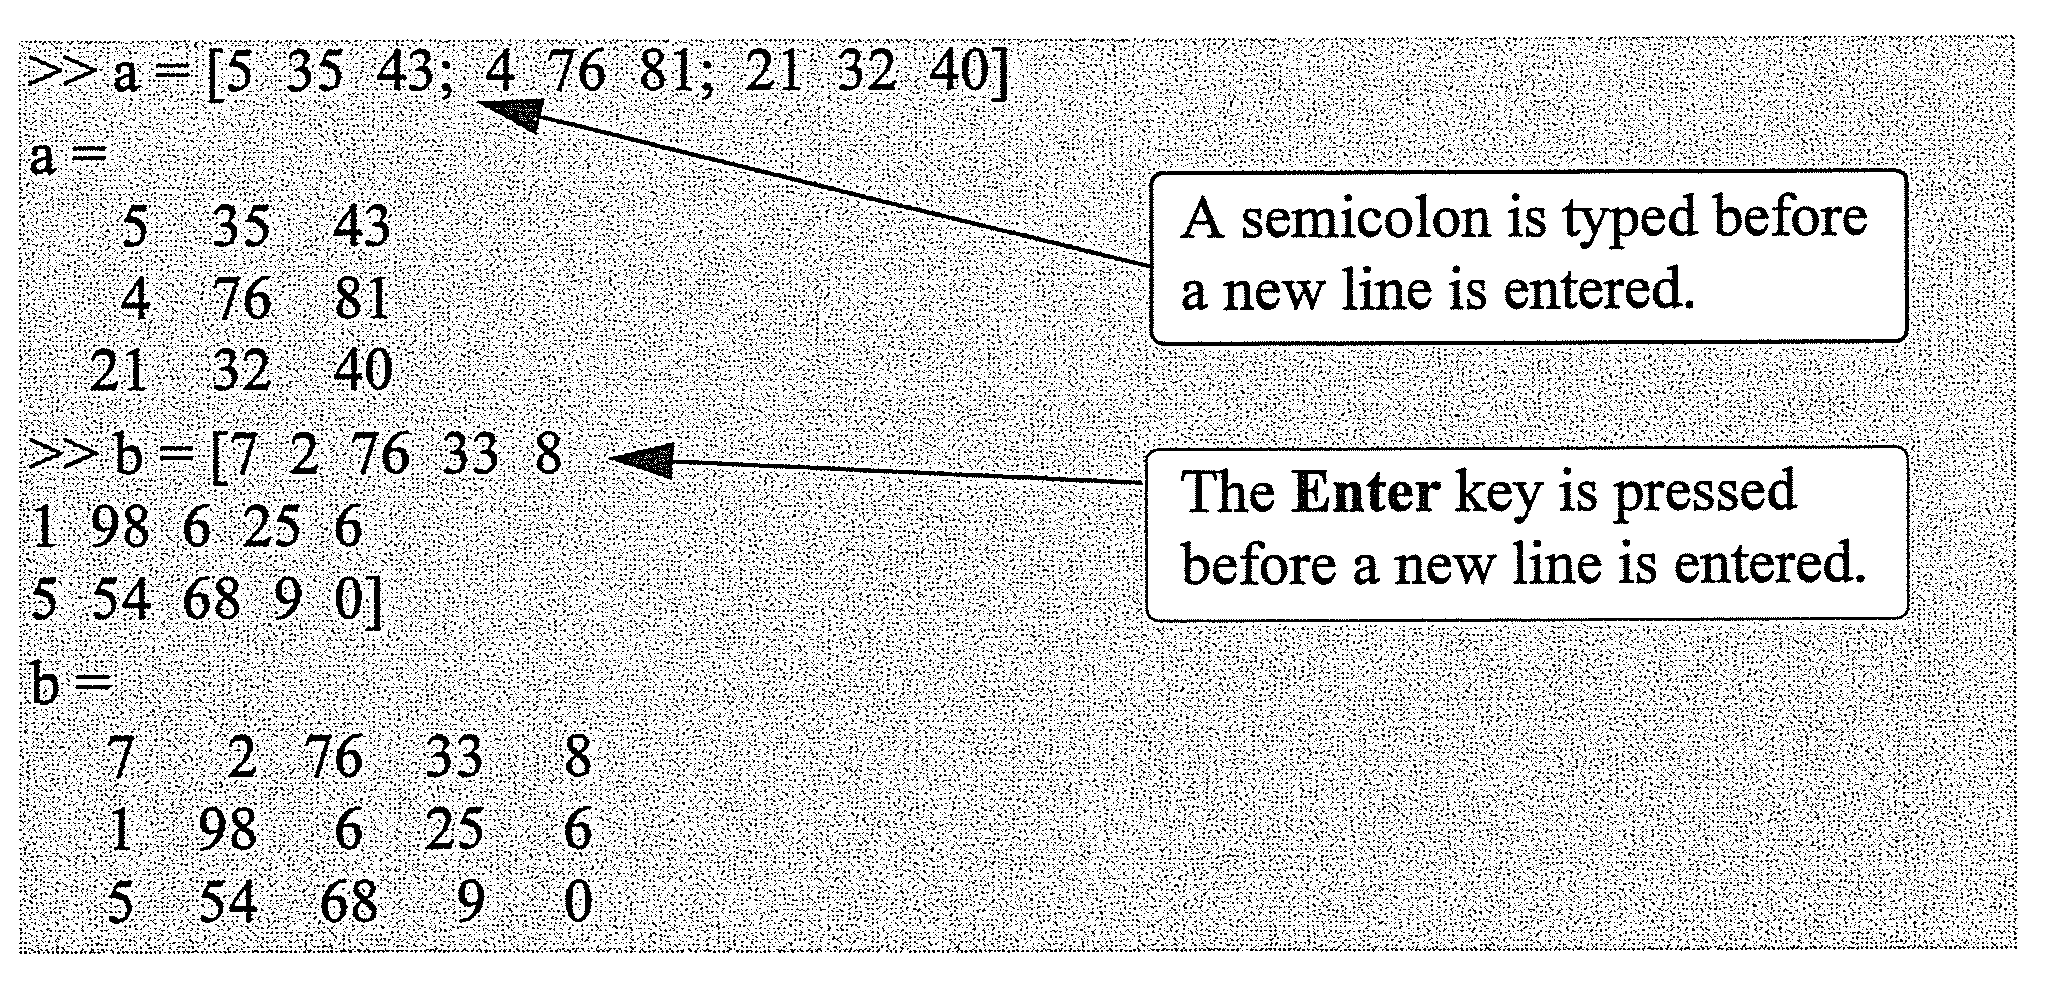 >> a = [5 35 43; 4 76 81; 21 32 40]
a =
5 35 43
4 76 81
21 32 40
A semicolon is typed before
a new line is entered.
>> b = [7 2 76 33 8
1 98 6 25 6
5 54 68 9 0]
The Enter key is pressed
before a new line is entered.
b =
7 2 76 33 8
1 98 6 25 6
5 54 68 9 0